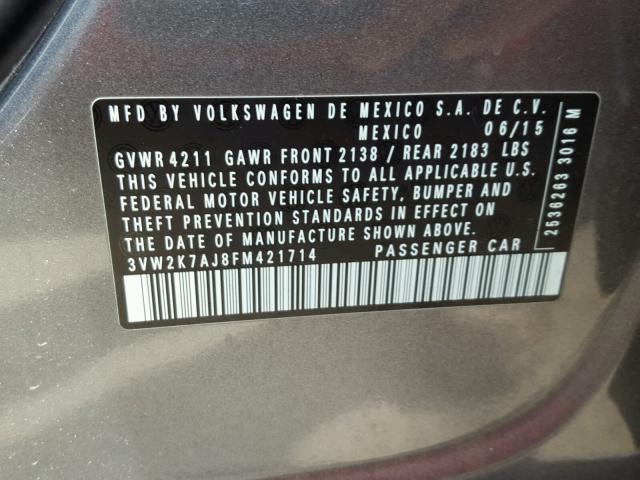 MFD BY VOLKSWAGEN DE MEXICO S.A. DE C.V.
MEXICO 06/15
GVWR 4211 GAWR FRONT 2138 / REAR 2183 LBS
THIS VEHICLE CONFORMS TO ALL APPLICABLE U.S.
FEDERAL MOTOR VEHICLE SAFETY, BUMPER AND
THEFT PREVENTION STANDARDS IN EFFECT ON
THE DATE OF MANUFACTURE SHOWN ABOVE.
3VW2K7AJ8FM421714 PASSENGER CAR
2536263 3016 M